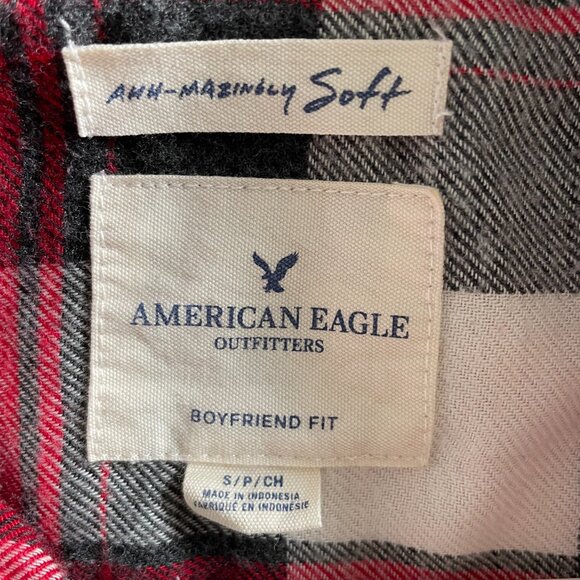 AHH-MAZINGLY Soft
AMERICAN EAGLE
OUTFITTERS
BOYFRIEND FIT
S/P/CH
MADE IN INDONESIA
FABRIQUÉ EN INDONÉSIE